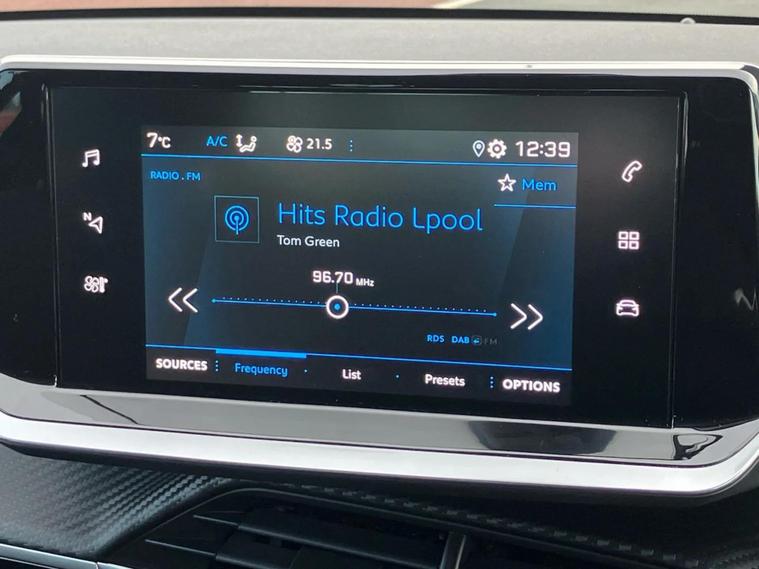 7°C A/C 21.5 12:39
RADIO . FM
Mem
Hits Radio Lpool
Tom Green
96.70 MHz
N
RDS DAB FM
SOURCES Frequency List Presets OPTIONS